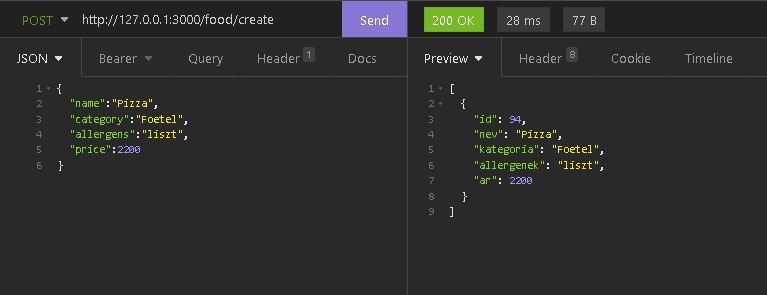 POST http://127.0.0.1:3000/food/create Send 200 OK 28 ms 77 B
JSON Bearer Query Header 1 Docs Preview Header 8 Cookie Timeline
1 {
2 "name":"Pizza",
3 "category":"Foetel",
4 "allergens":"liszt",
5 "price":2200
6 }
1 [
2 {
3 "id": 94,
4 "nev": "Pizza",
5 "kategoria": "Foetel",
6 "allergenek": "liszt",
7 "ar": 2200
8 }
9 ]